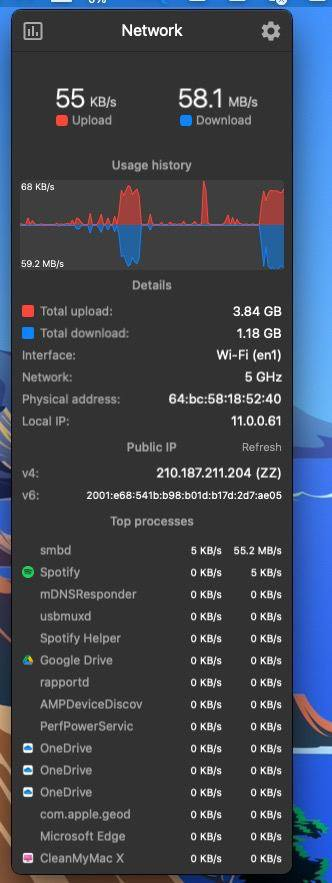 Network
55 KB/s 58.1 MB/s
Upload Download
Usage history
68 KB/s
59.2 MB/s
Details
Total upload: 3.84 GB
Total download: 1.18 GB
Interface: Wi-Fi (en1)
Network: 5 GHz
Physical address: 64:bc:58:18:52:40
Local IP: 11.0.0.61
Public IP Refresh
v4: 210.187.211.204 (ZZ)
v6: 2001:e68:541b:b98:b01d:b17d:2d7:ae05
Top processes
smbd 5 KB/s 55.2 MB/s
Spotify 0 KB/s 5 KB/s
mDNSResponder 0 KB/s 0 KB/s
usbmuxd 0 KB/s 0 KB/s
Spotify Helper 0 KB/s 0 KB/s
Google Drive 0 KB/s 0 KB/s
rapportd 0 KB/s 0 KB/s
AMPDeviceDiscov 0 KB/s 0 KB/s
PerfPowerServic 0 KB/s 0 KB/s
OneDrive 0 KB/s 0 KB/s
OneDrive 0 KB/s 0 KB/s
OneDrive 0 KB/s 0 KB/s
com.apple.geod 0 KB/s 0 KB/s
Microsoft Edge 0 KB/s 0 KB/s
CleanMyMac X 0 KB/s 0 KB/s